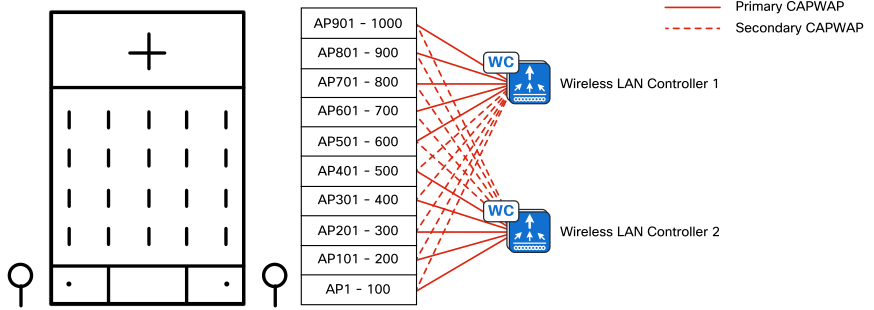 AP901 - 1000
AP801 - 900
AP701 - 800
AP601 - 700
AP501 - 600
AP401 - 500
AP301 - 400
AP201 - 300
AP101 - 200
AP1 - 100
WC
Wireless LAN Controller 1
WC
Wireless LAN Controller 2
Primary CAPWAP
Secondary CAPWAP